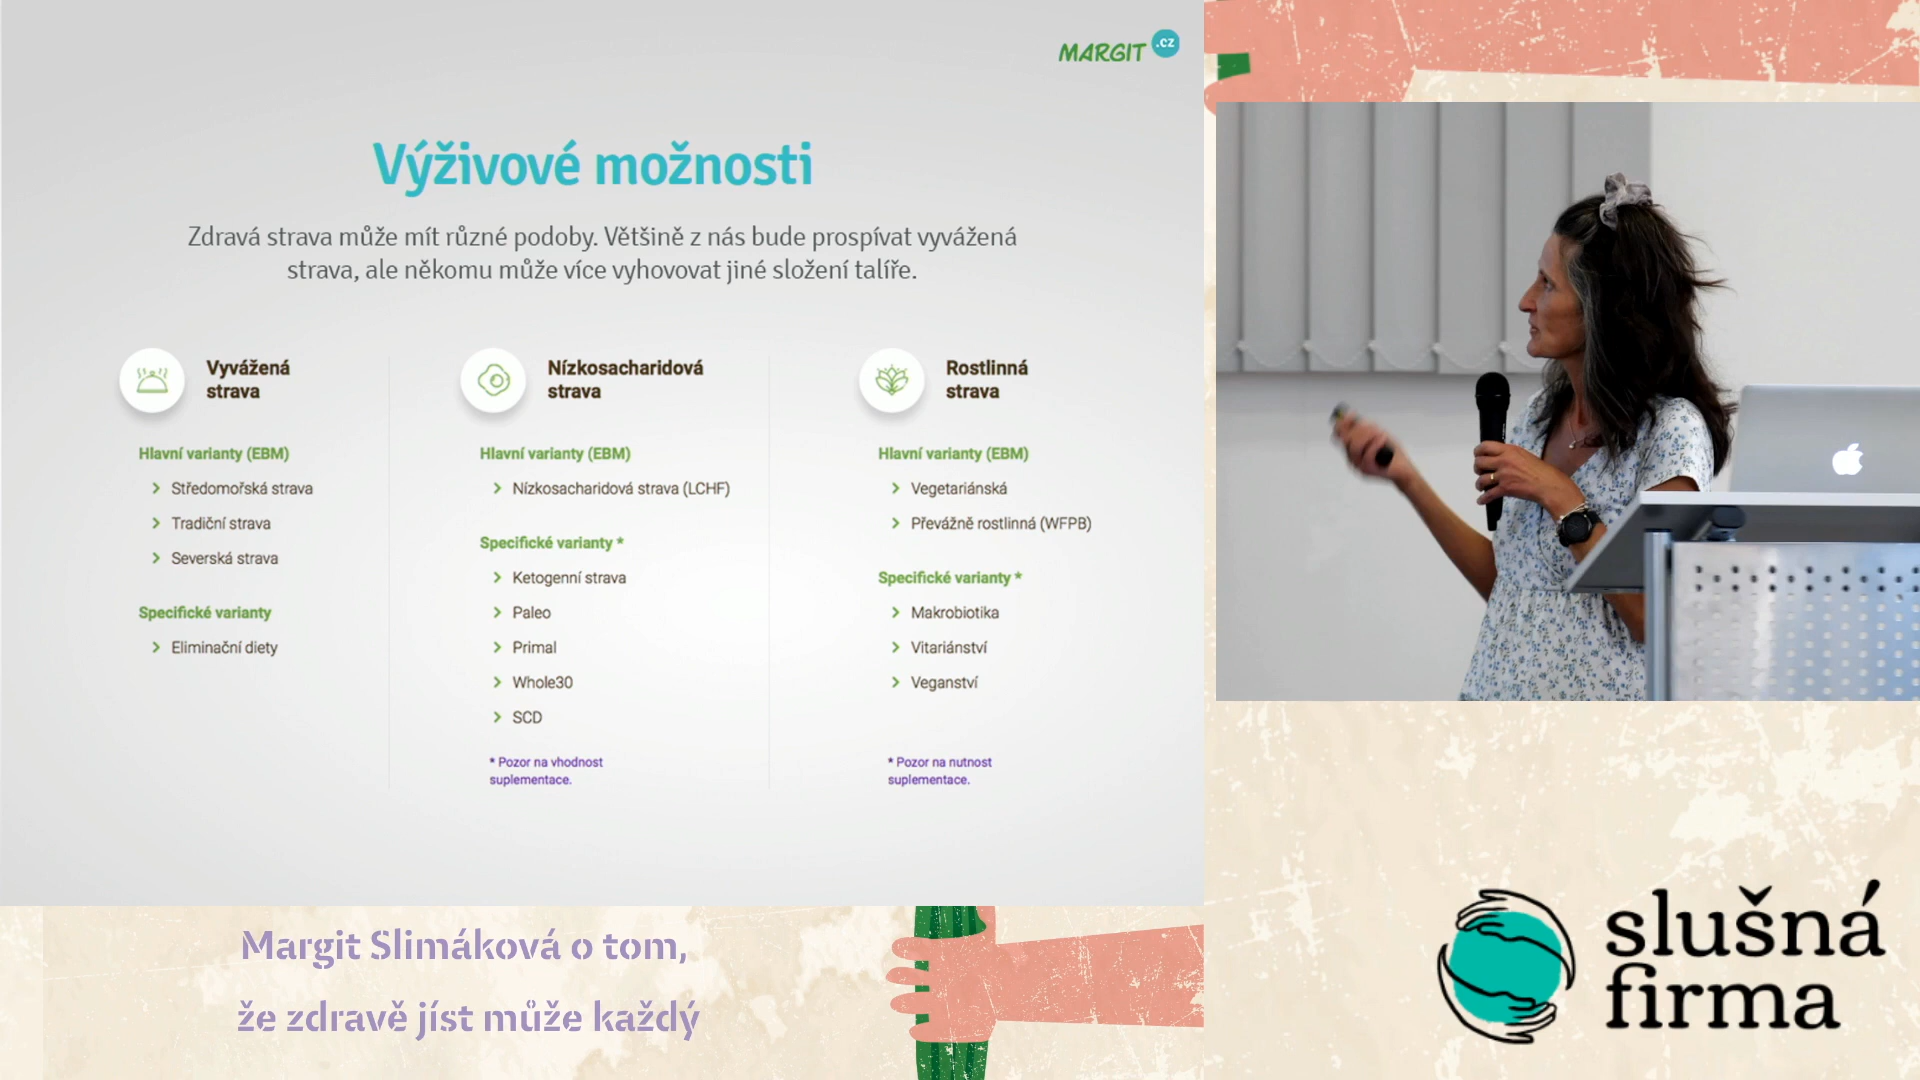 MARGIT .cz
Výživové možnosti
Zdravá strava může mít různé podoby. Většině z nás bude prospívat vyvážená
strava, ale někomu může více vyhovovat jiné složení talíře.
Vyvážená
strava
Hlavní varianty (EBM)
Středomořská strava
Tradiční strava
Severská strava
Specifické varianty
Eliminační diety
Nízkosacharidová
strava
Hlavní varianty (EBM)
Nízkosacharidová strava (LCHF)
Specifické varianty *
Ketogenní strava
Paleo
Primal
Whole30
SCD
* Pozor na vhodnost
suplementace.
Rostlinná
strava
Hlavní varianty (EBM)
Vegetariánská
Převážně rostlinná (WFPB)
Specifické varianty *
Makrobiotika
Vitariánství
Veganství
* Pozor na nutnost
suplementace.
Margit Slimáková o tom,
že zdravě jíst může každý
slušná
firma